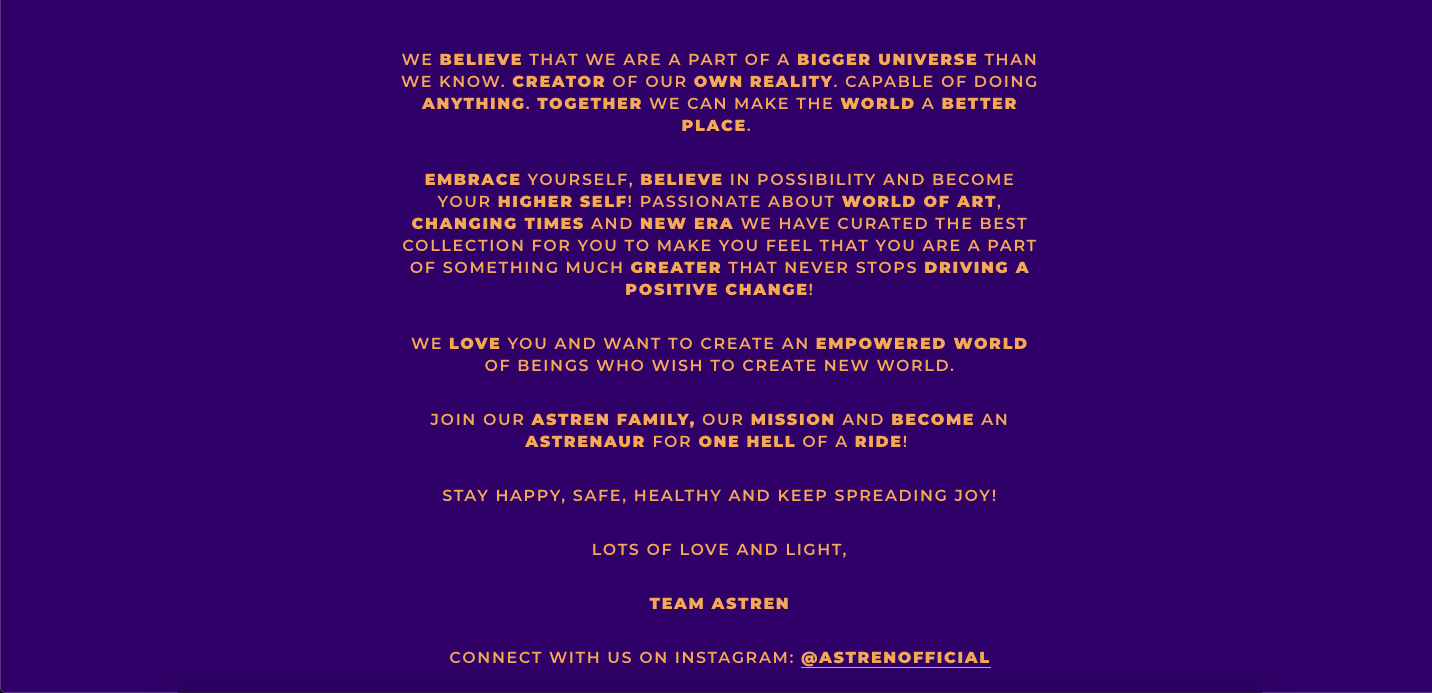 WE BELIEVE THAT WE ARE A PART OF A BIGGER UNIVERSE THAN
WE KNOW. CREATOR OF OUR OWN REALITY. CAPABLE OF DOING
ANYTHING. TOGETHER WE CAN MAKE THE WORLD A BETTER
PLACE.
EMBRACE YOURSELF, BELIEVE IN POSSIBILITY AND BECOME
YOUR HIGHER SELF! PASSIONATE ABOUT WORLD OF ART,
CHANGING TIMES AND NEW ERA WE HAVE CURATED THE BEST
COLLECTION FOR YOU TO MAKE YOU FEEL THAT YOU ARE A PART
OF SOMETHING MUCH GREATER THAT NEVER STOPS DRIVING A
POSITIVE CHANGE!
WE LOVE YOU AND WANT TO CREATE AN EMPOWERED WORLD
OF BEINGS WHO WISH TO CREATE NEW WORLD.
JOIN OUR ASTREN FAMILY, OUR MISSION AND BECOME AN
ASTRENAUR FOR ONE HELL OF A RIDE!
STAY HAPPY, SAFE, HEALTHY AND KEEP SPREADING JOY!
LOTS OF LOVE AND LIGHT,
TEAM ASTREN
CONNECT WITH US ON INSTAGRAM: @ASTRENOFFICIAL